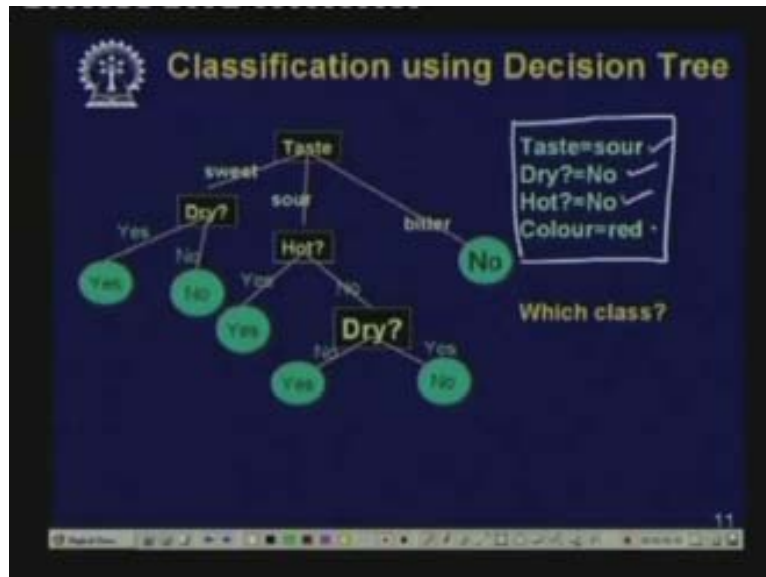 Classification using Decision Tree
Taste
Taste=sour
sweet
Dry?=No
Dry?
sour
Hot?=No
Yes
bitter
Colour=red
No
Hot?
No
Yes
No
Yes
No
Yes
Dry?
Which class?
No
Yes
Yes
No
11